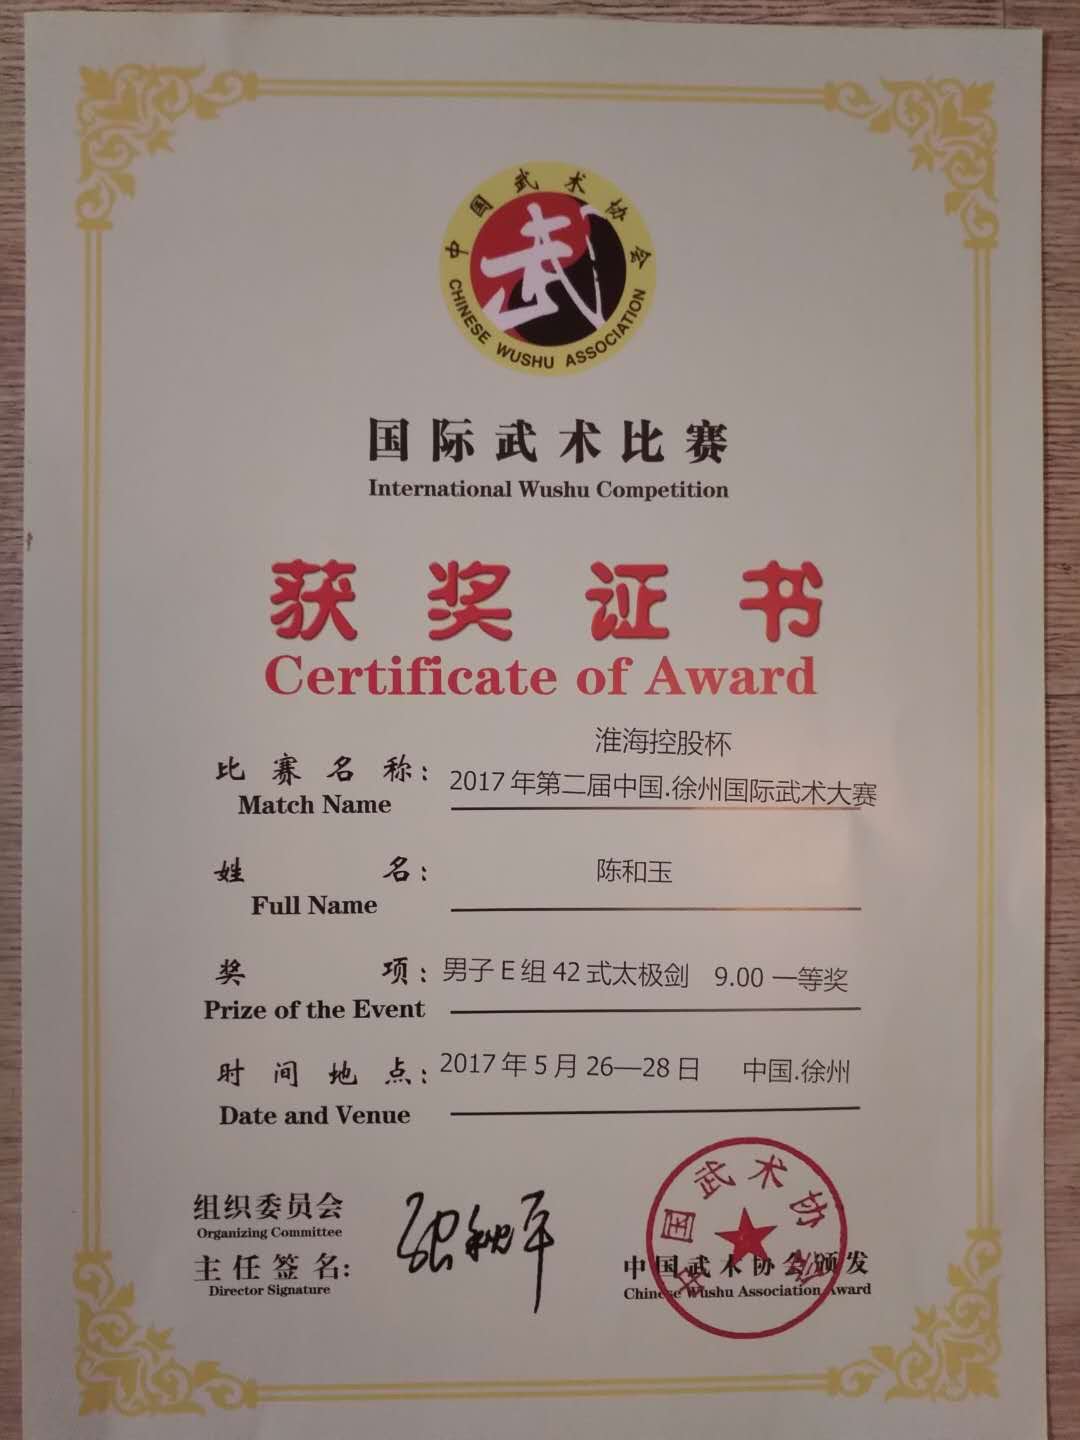 中国武术协会
武
CHINESE WUSHU ASSOCIATION
国际武术比赛
International Wushu Competition
获奖证书
Certificate of Award
淮海控股杯
比赛名称: 2017年第二届中国.徐州国际武术大赛
Match Name
姓名: 陈和玉
Full Name
奖项: 男子E组42式太极剑 9.00 一等奖
Prize of the Event
时间地点: 2017年5月26—28日 中国.徐州
Date and Venue
组织委员会
Organizing Committee
主任签名:
Director Signature
中国武术协会
中国武术协会颁发
Chinese Wushu Association Award